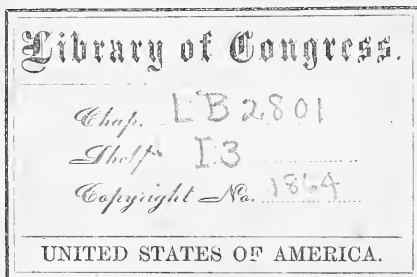 Library of Congress.
Chap. LB2801
Shelf I3
Copyright No. 1864
UNITED STATES OF AMERICA.